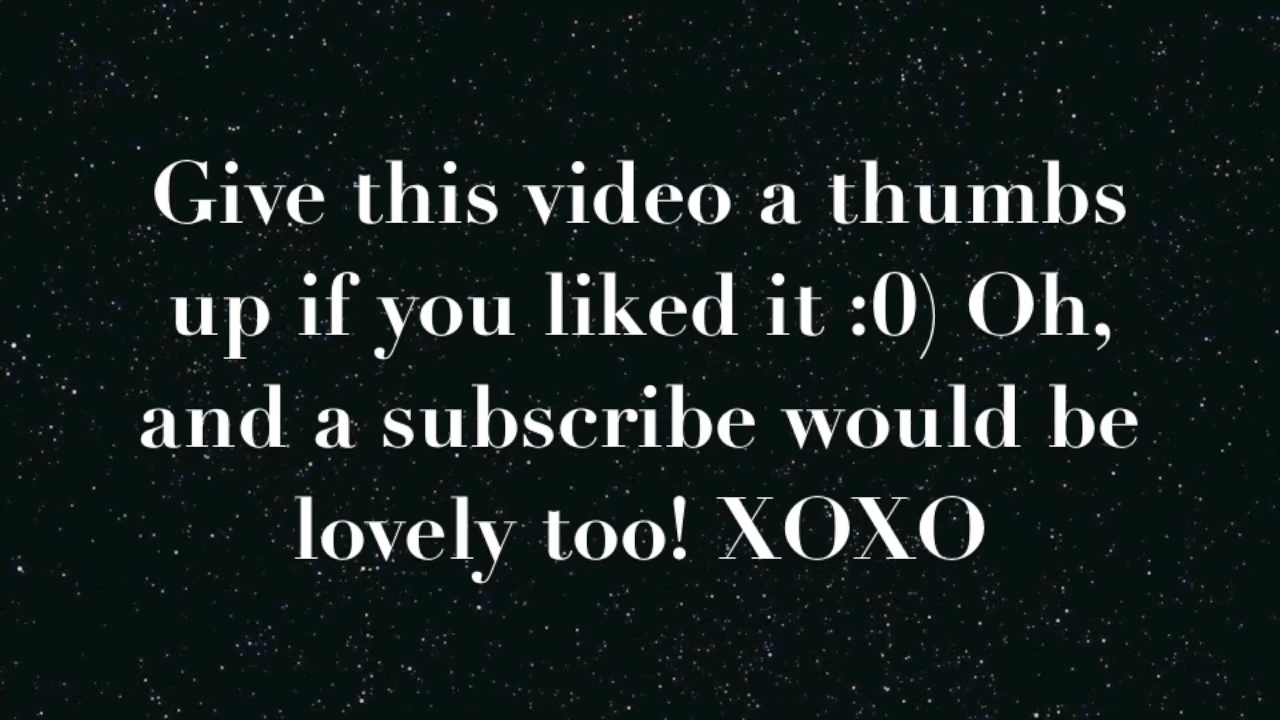 Give this video a thumbs
up if you liked it :0) Oh,
and a subscribe would be
lovely too! XOXO